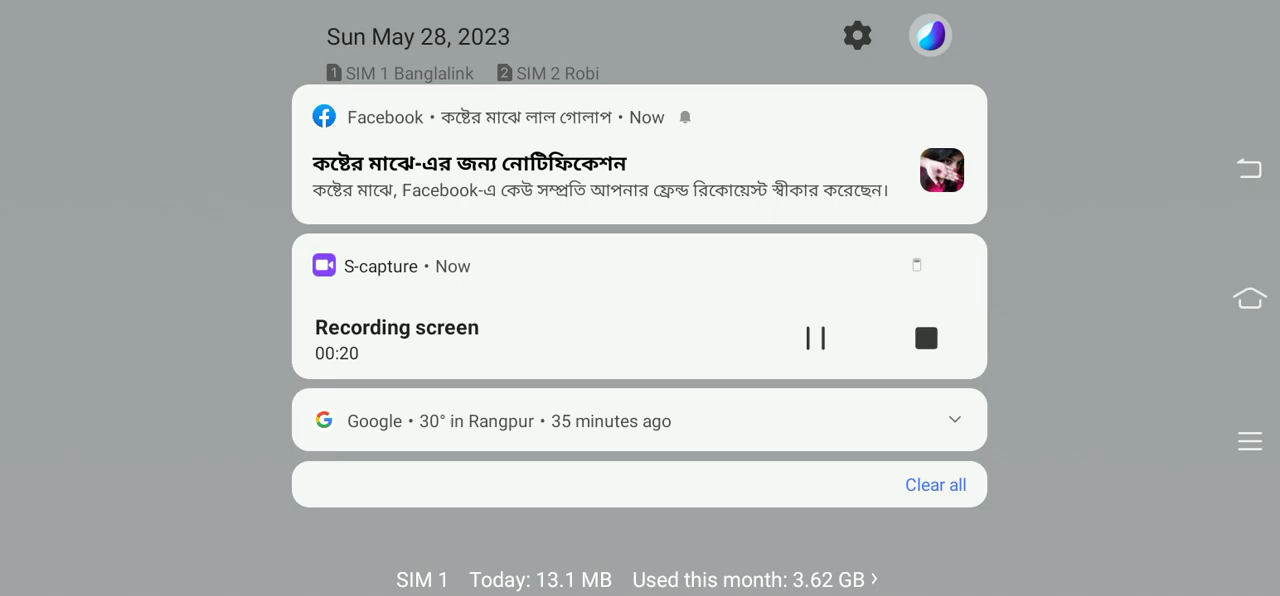 Sun May 28, 2023
1 SIM 1 Banglalink 2 SIM 2 Robi
Facebook • কষ্টের মাঝে লাল গোলাপ • Now
কষ্টের মাঝে-এর জন্য নোটিফিকেশন
কষ্টের মাঝে, Facebook-এ কেউ সম্প্রতি আপনার ফ্রেন্ড রিকোয়েস্ট স্বীকার করেছেন।
S-capture • Now
Recording screen
00:20
Google • 30° in Rangpur • 35 minutes ago
Clear all
SIM 1 Today: 13.1 MB Used this month: 3.62 GB ›